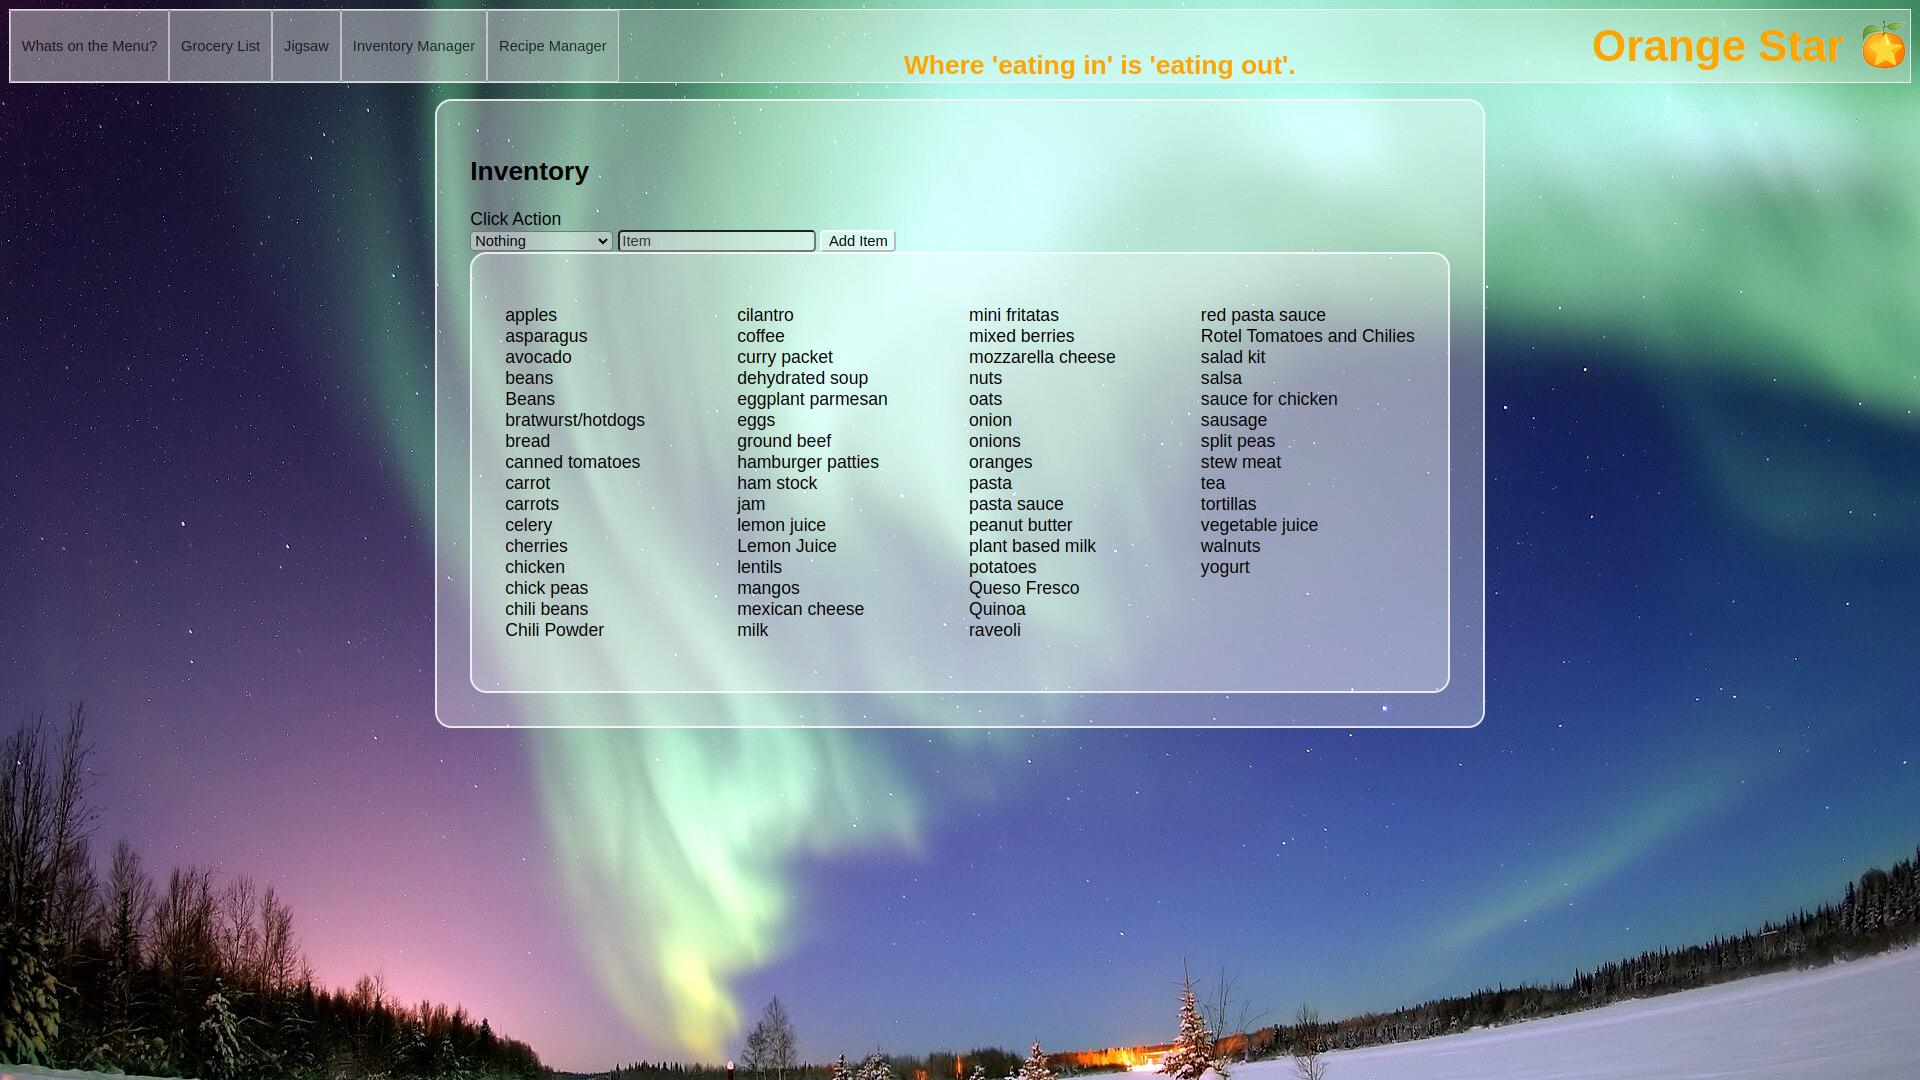 Whats on the Menu?
Grocery List
Jigsaw
Inventory Manager
Recipe Manager
Where 'eating in' is 'eating out'.
Orange Star
Inventory
Click Action
Nothing
Item
Add Item
apples
asparagus
avocado
beans
Beans
bratwurst/hotdogs
bread
canned tomatoes
carrot
carrots
celery
cherries
chicken
chick peas
chili beans
Chili Powder
cilantro
coffee
curry packet
dehydrated soup
eggplant parmesan
eggs
ground beef
hamburger patties
ham stock
jam
lemon juice
Lemon Juice
lentils
mangos
mexican cheese
milk
mini fritatas
mixed berries
mozzarella cheese
nuts
oats
onion
onions
oranges
pasta
pasta sauce
peanut butter
plant based milk
potatoes
Queso Fresco
Quinoa
raveoli
red pasta sauce
Rotel Tomatoes and Chilies
salad kit
salsa
sauce for chicken
sausage
split peas
stew meat
tea
tortillas
vegetable juice
walnuts
yogurt